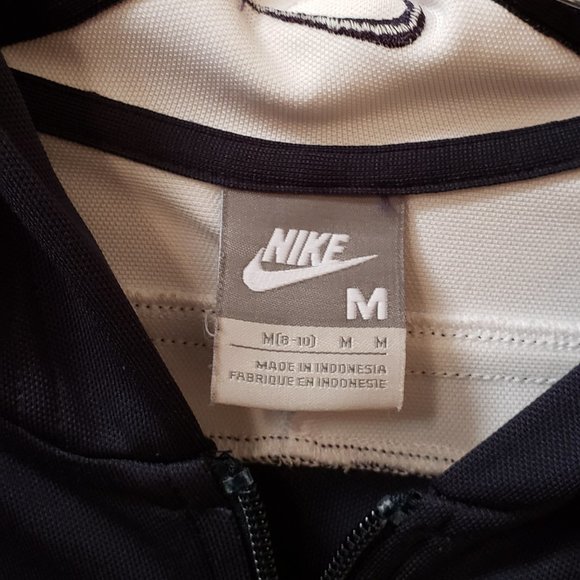 NIKE
M
M(8-10) M M
MADE IN INDONESIA
FABRIQUE EN INDONESIE